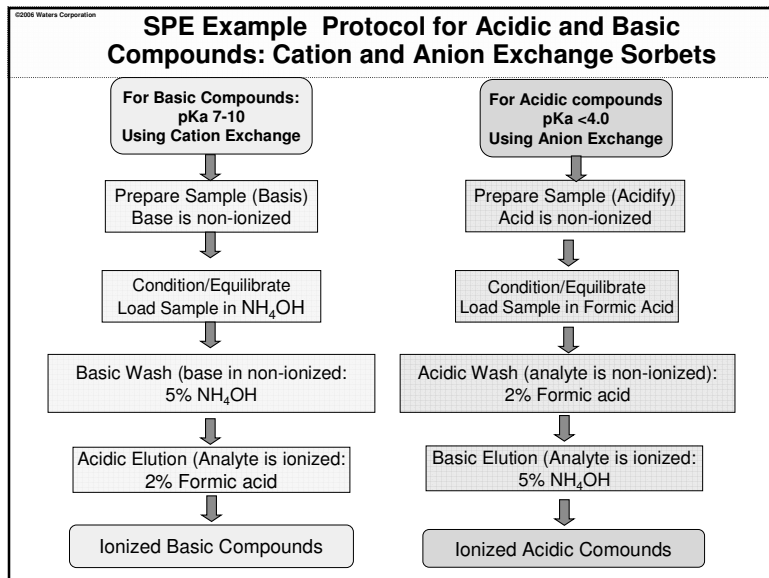 ©2006 Waters Corporation
SPE Example Protocol for Acidic and Basic
Compounds: Cation and Anion Exchange Sorbets
For Basic Compounds:
pKa 7-10
Using Cation Exchange
Prepare Sample (Basis)
Base is non-ionized
Condition/Equilibrate
Load Sample in NH₄OH
Basic Wash (base in non-ionized:
5% NH₄OH
Acidic Elution (Analyte is ionized:
2% Formic acid
Ionized Basic Compounds
For Acidic compounds
pKa <4.0
Using Anion Exchange
Prepare Sample (Acidify)
Acid is non-ionized
Condition/Equilibrate
Load Sample in Formic Acid
Acidic Wash (analyte is non-ionized):
2% Formic acid
Basic Elution (Analyte is ionized:
5% NH₄OH
Ionized Acidic Comounds